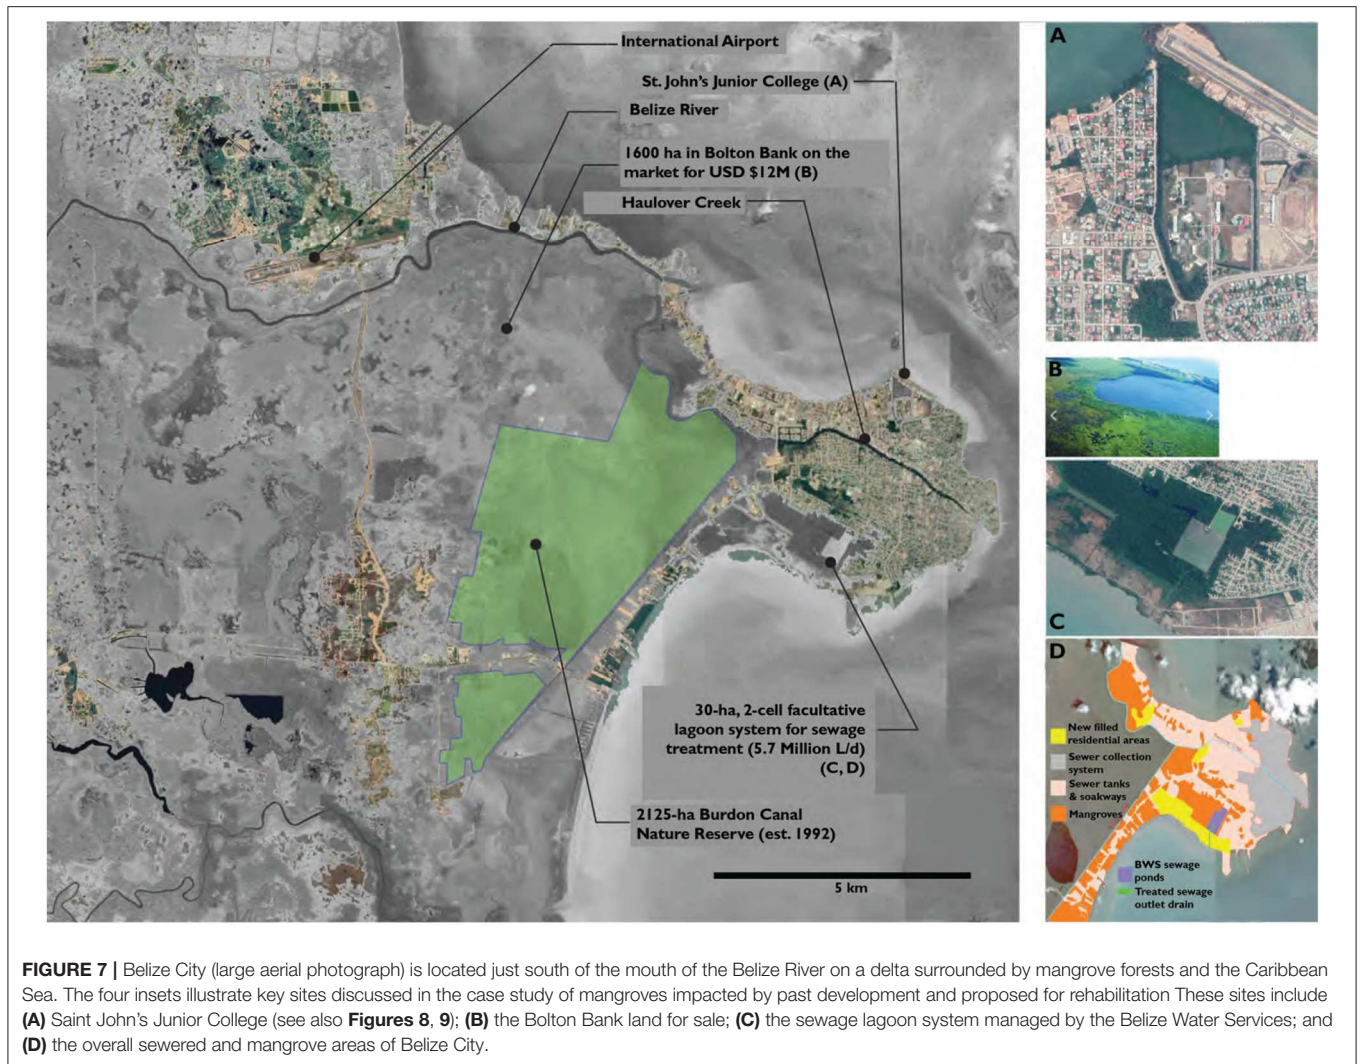 International Airport
St. John's Junior College (A)
Belize River
1600 ha in Bolton Bank on the
market for USD $12M (B)
Haulover Creek
30-ha, 2-cell facultative
lagoon system for sewage
treatment (5.7 Million L/d)
(C, D)
2125-ha Burdon Canal
Nature Reserve (est. 1992)
5 km
A
B
C
D
New filled
residential areas
Sewer collection
system
Sewer tanks
& soakways
Mangroves
BWS sewage
ponds
Treated sewage
outlet drain
FIGURE 7 | Belize City (large aerial photograph) is located just south of the mouth of the Belize River on a delta surrounded by mangrove forests and the Caribbean
Sea. The four insets illustrate key sites discussed in the case study of mangroves impacted by past development and proposed for rehabilitation These sites include
(A) Saint John's Junior College (see also Figures 8, 9); (B) the Bolton Bank land for sale; (C) the sewage lagoon system managed by the Belize Water Services; and
(D) the overall sewered and mangrove areas of Belize City.